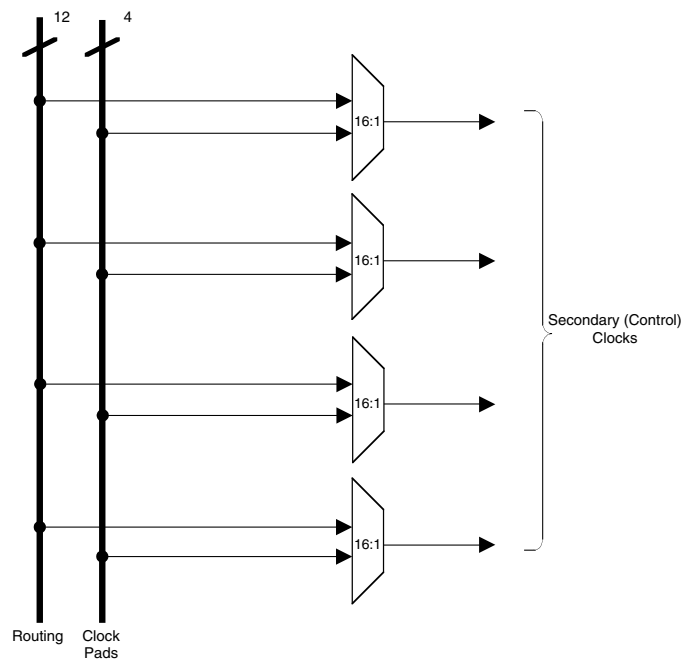 12
4
16:1
16:1
16:1
16:1
Secondary (Control)
Clocks
Routing
Clock
Pads